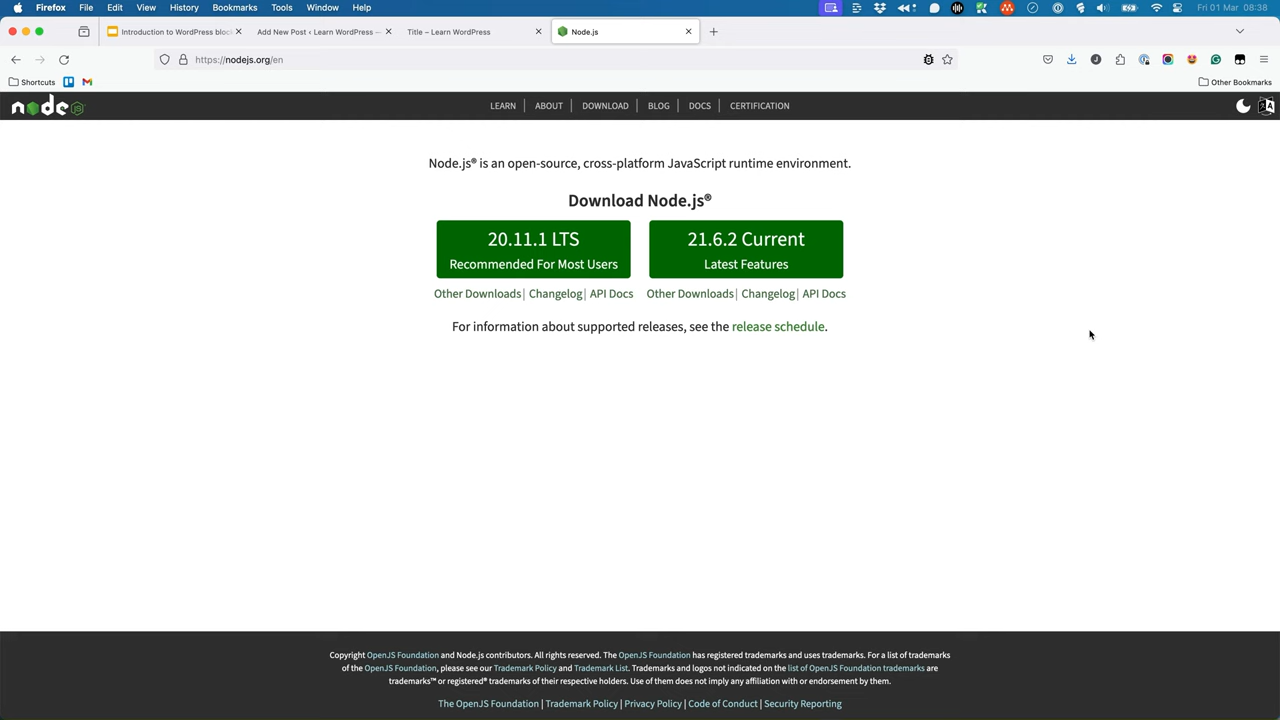 Firefox File Edit View History Bookmarks Tools Window Help Fri 01 Mar 08:38
Introduction to WordPress bloc Add New Post ‹ Learn WordPress — Title – Learn WordPress Node.js
https://nodejs.org/en
Shortcuts Other Bookmarks
node JS LEARN ABOUT DOWNLOAD BLOG DOCS CERTIFICATION
Node.js® is an open-source, cross-platform JavaScript runtime environment.
Download Node.js®
20.11.1 LTS
Recommended For Most Users
21.6.2 Current
Latest Features
Other Downloads | Changelog | API Docs Other Downloads | Changelog | API Docs
For information about supported releases, see the release schedule.
Copyright OpenJS Foundation and Node.js contributors. All rights reserved. The OpenJS Foundation has registered trademarks and uses trademarks. For a list of trademarks
of the OpenJS Foundation, please see our Trademark Policy and Trademark List. Trademarks and logos not indicated on the list of OpenJS Foundation trademarks are
trademarks™ or registered® trademarks of their respective holders. Use of them does not imply any affiliation with or endorsement by them.
The OpenJS Foundation | Trademark Policy | Privacy Policy | Code of Conduct | Security Reporting